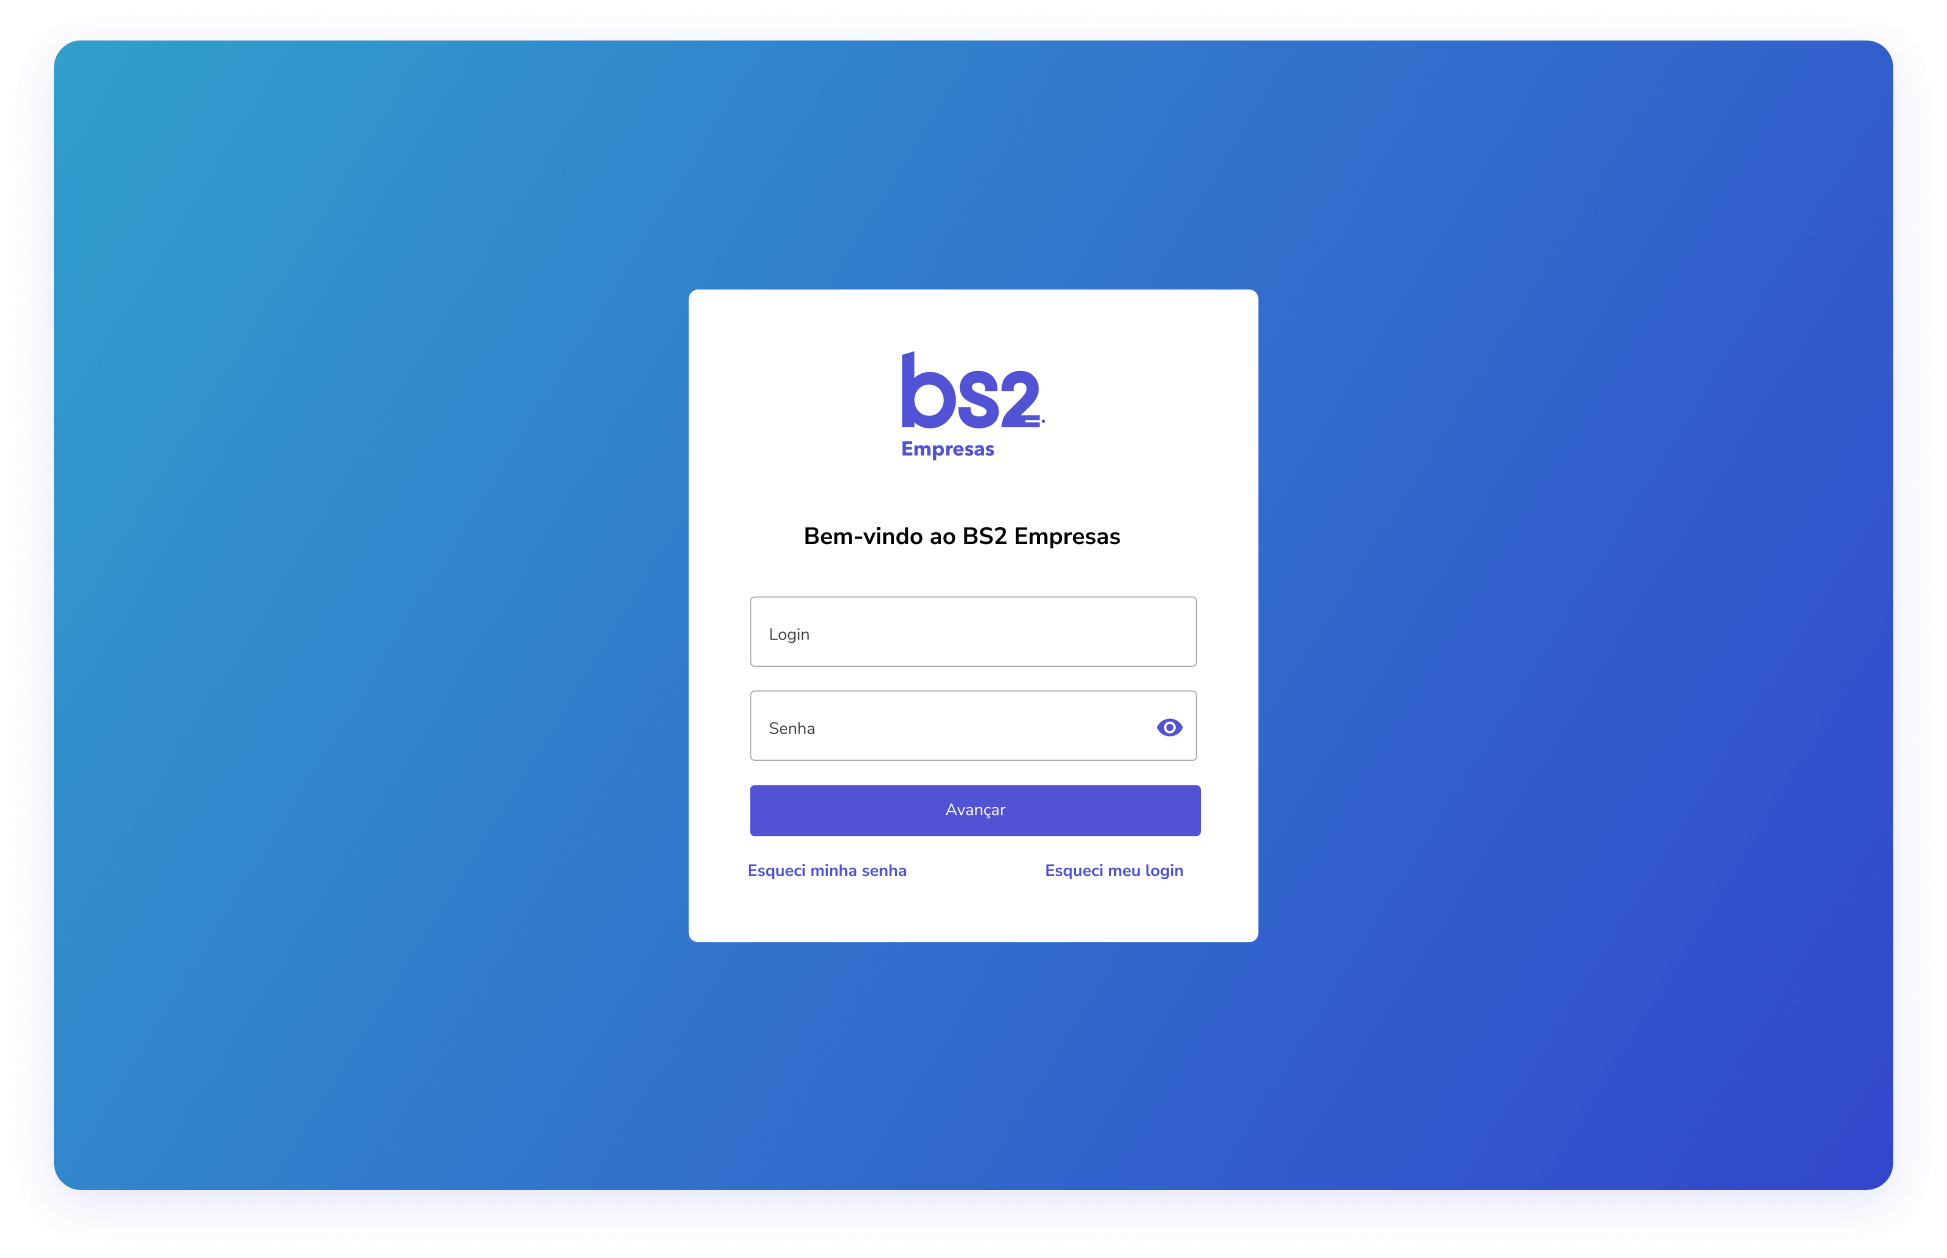 bs2
Empresas
Bem-vindo ao BS2 Empresas
Login
Senha
Avançar
Esqueci minha senha
Esqueci meu login